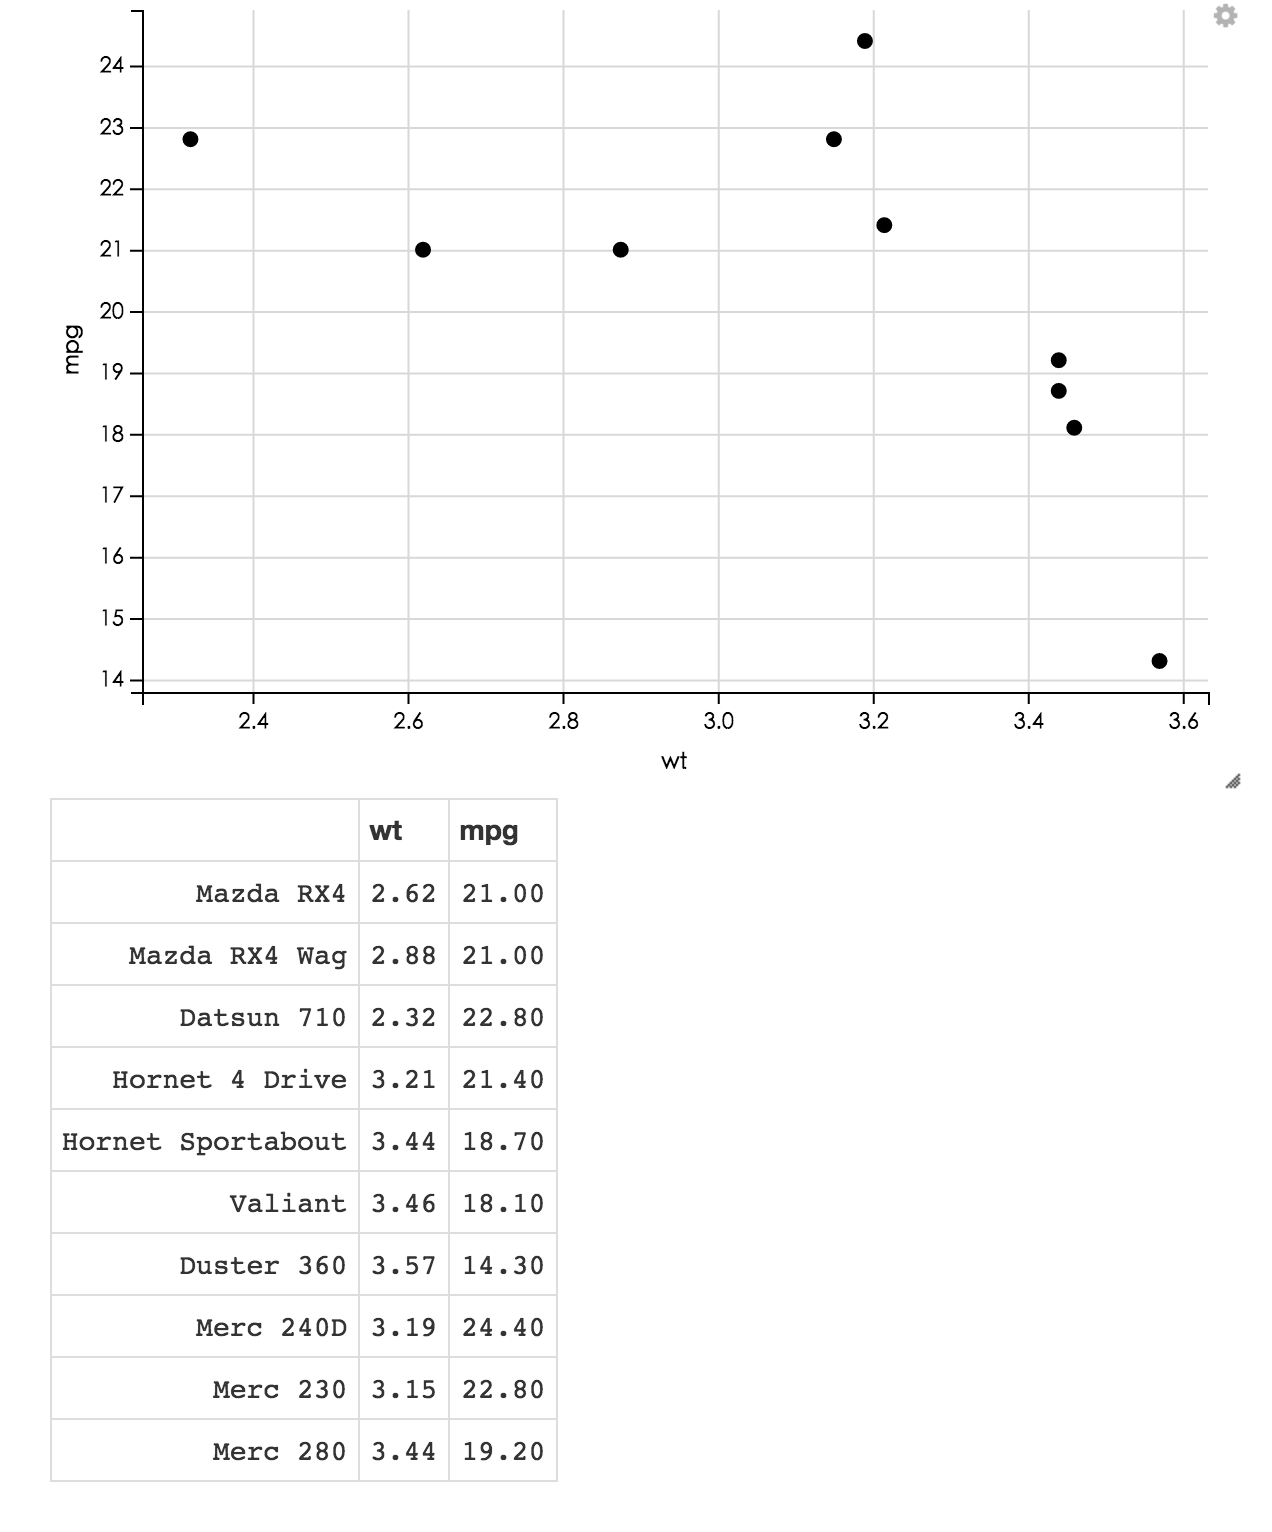 24
23
22
21
20
19
18
17
16
15
14
mpg
2.4 2.6 2.8 3.0 3.2 3.4 3.6
wt
wt mpg
Mazda RX4 2.62 21.00
Mazda RX4 Wag 2.88 21.00
Datsun 710 2.32 22.80
Hornet 4 Drive 3.21 21.40
Hornet Sportabout 3.44 18.70
Valiant 3.46 18.10
Duster 360 3.57 14.30
Merc 240D 3.19 24.40
Merc 230 3.15 22.80
Merc 280 3.44 19.20